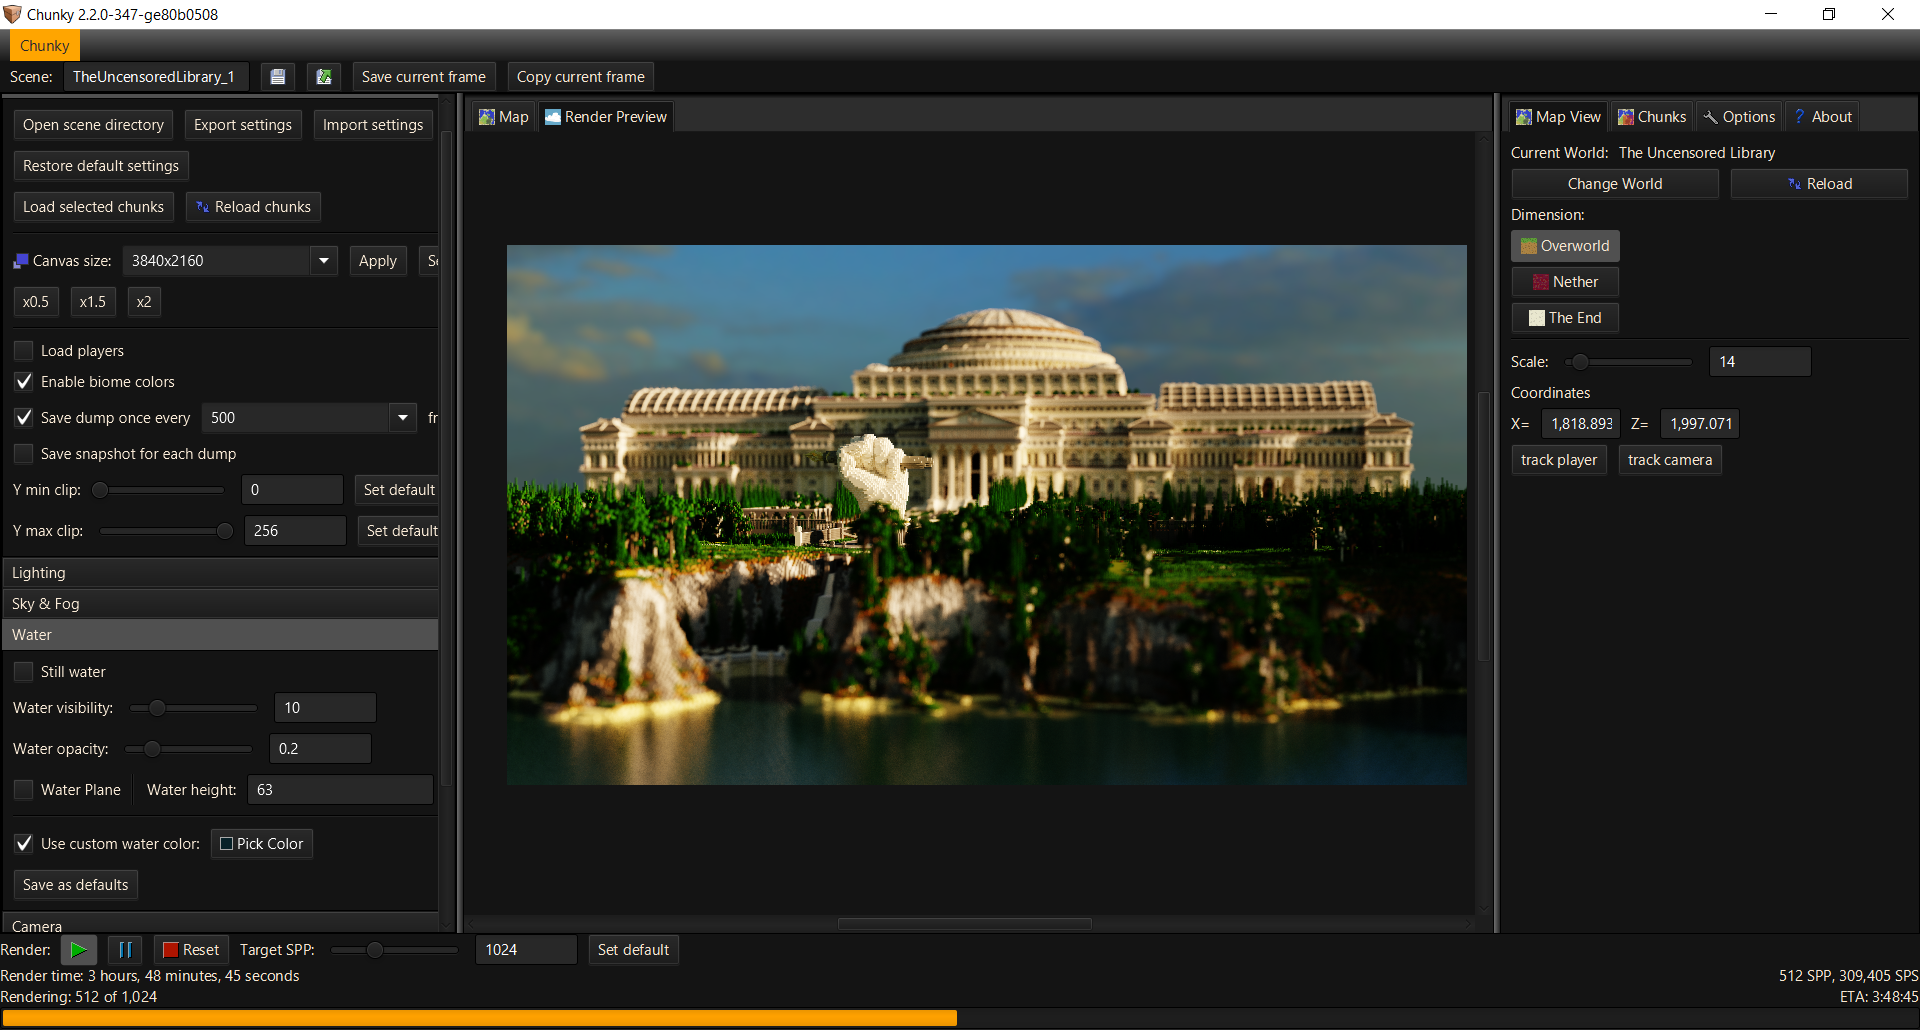 Chunky 2.2.0-347-ge80b0508
Chunky
Scene: TheUncensoredLibrary_1 Save current frame Copy current frame
Open scene directory Export settings Import settings
Restore default settings
Load selected chunks Reload chunks
Canvas size: 3840x2160 Apply Se
x0.5 x1.5 x2
Load players
Enable biome colors
Save dump once every 500 fr
Save snapshot for each dump
Y min clip: 0 Set default
Y max clip: 256 Set default
Lighting
Sky & Fog
Water
Still water
Water visibility: 10
Water opacity: 0.2
Water Plane Water height: 63
Use custom water color: Pick Color
Save as defaults
Camera
Map Render Preview
Map View Chunks Options ? About
Current World: The Uncensored Library
Change World Reload
Dimension:
Overworld
Nether
The End
Scale: 14
Coordinates
X= 1,818.893 Z= 1,997.071
track player track camera
Render: Reset Target SPP: 1024 Set default
Render time: 3 hours, 48 minutes, 45 seconds
Rendering: 512 of 1,024
512 SPP, 309,405 SPS
ETA: 3:48:45